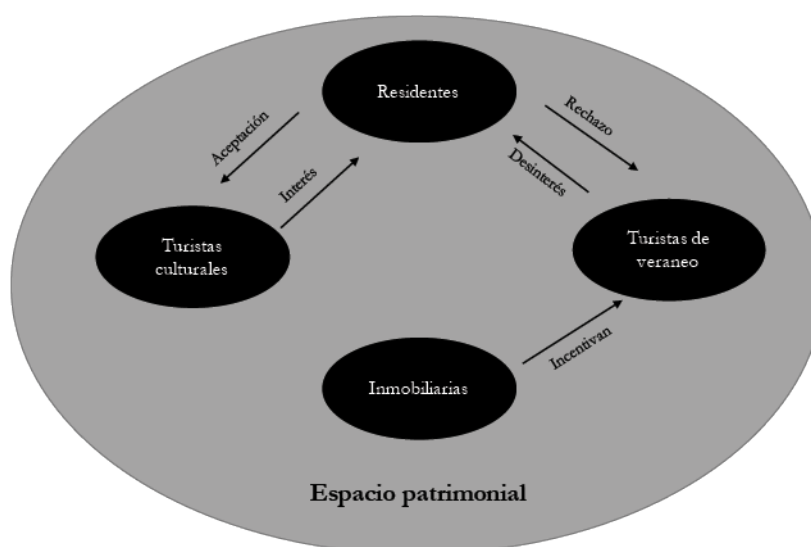 Residentes
Aceptación
Rechazo
Interés
Desinterés
Turistas
culturales
Turistas de
veraneo
Incentivan
Inmobiliarias
Espacio patrimonial